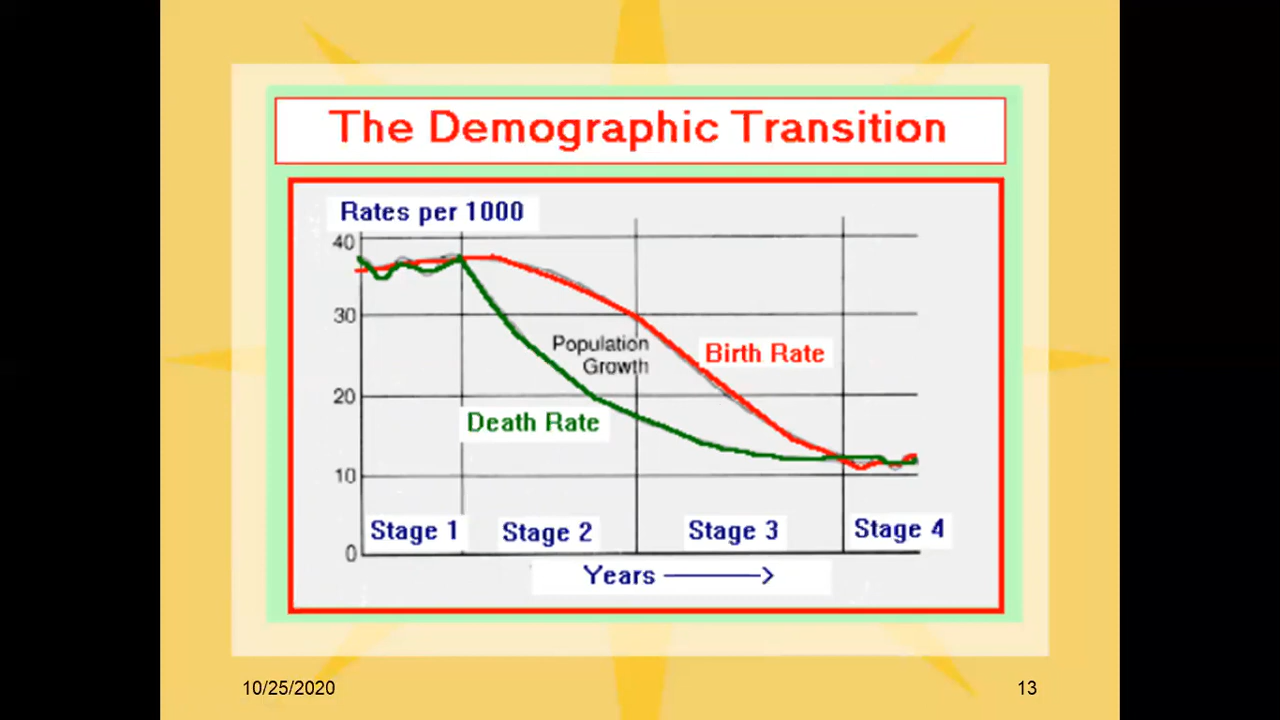 The Demographic Transition
Rates per 1000
40
30
Population
Growth
Birth Rate
20
Death Rate
10
Stage 1
Stage 2
Stage 3
Stage 4
0
Years
10/25/2020
13